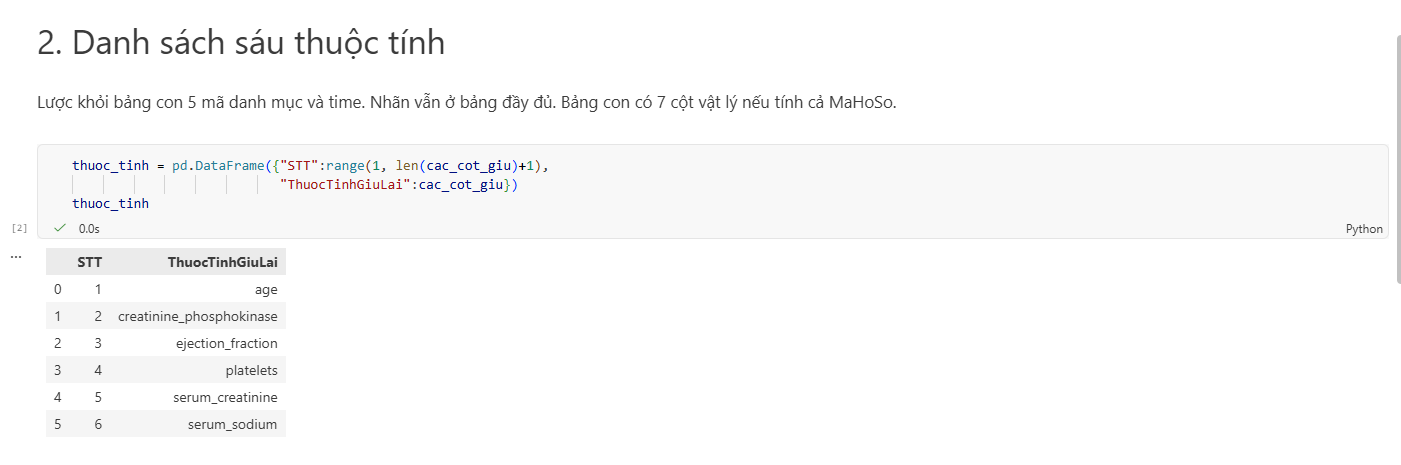 2. Danh sách sáu thuộc tính
Lược khỏi bảng con 5 mã danh mục và time. Nhãn vẫn ở bảng đầy đủ. Bảng con có 7 cột vật lý nếu tính cả MaHoSo.
thuoc_tinh = pd.DataFrame({"STT":range(1, len(cac_cot_giu)+1),
"ThuocTinhGiuLai":cac_cot_giu})
thuoc_tinh
[2] 0.0s Python
...
STT ThuocTinhGiuLai
0 1 age
1 2 creatinine_phosphokinase
2 3 ejection_fraction
3 4 platelets
4 5 serum_creatinine
5 6 serum_sodium